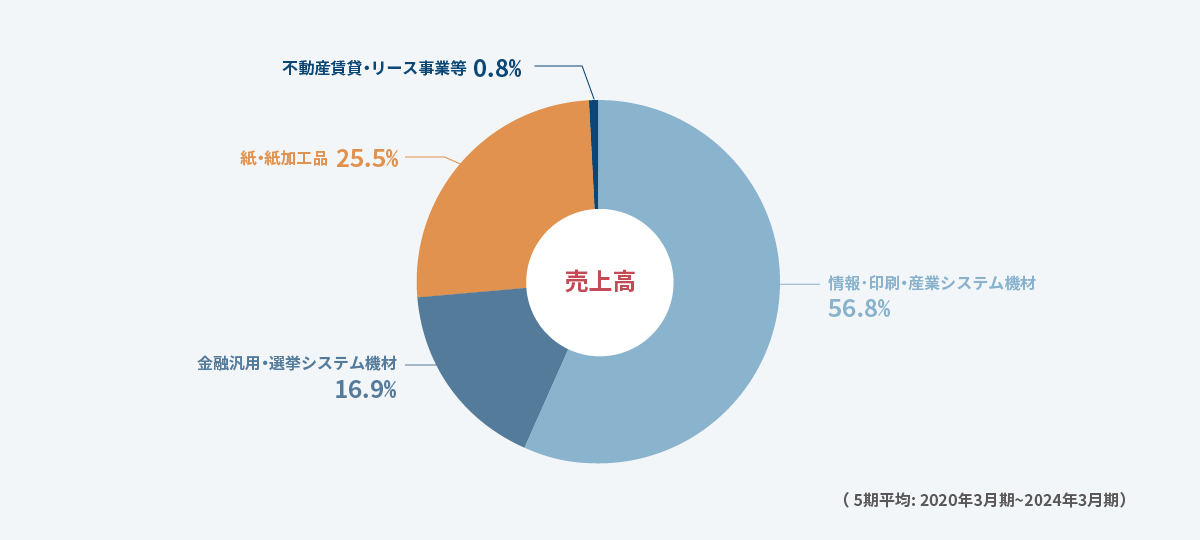 不動産賃貸・リース事業等 0.8%
紙・紙加工品 25.5%
売上高
情報・印刷・産業システム機材
56.8%
金融汎用・選挙システム機材
16.9%
（ 5期平均: 2020年3月期~2024年3月期）